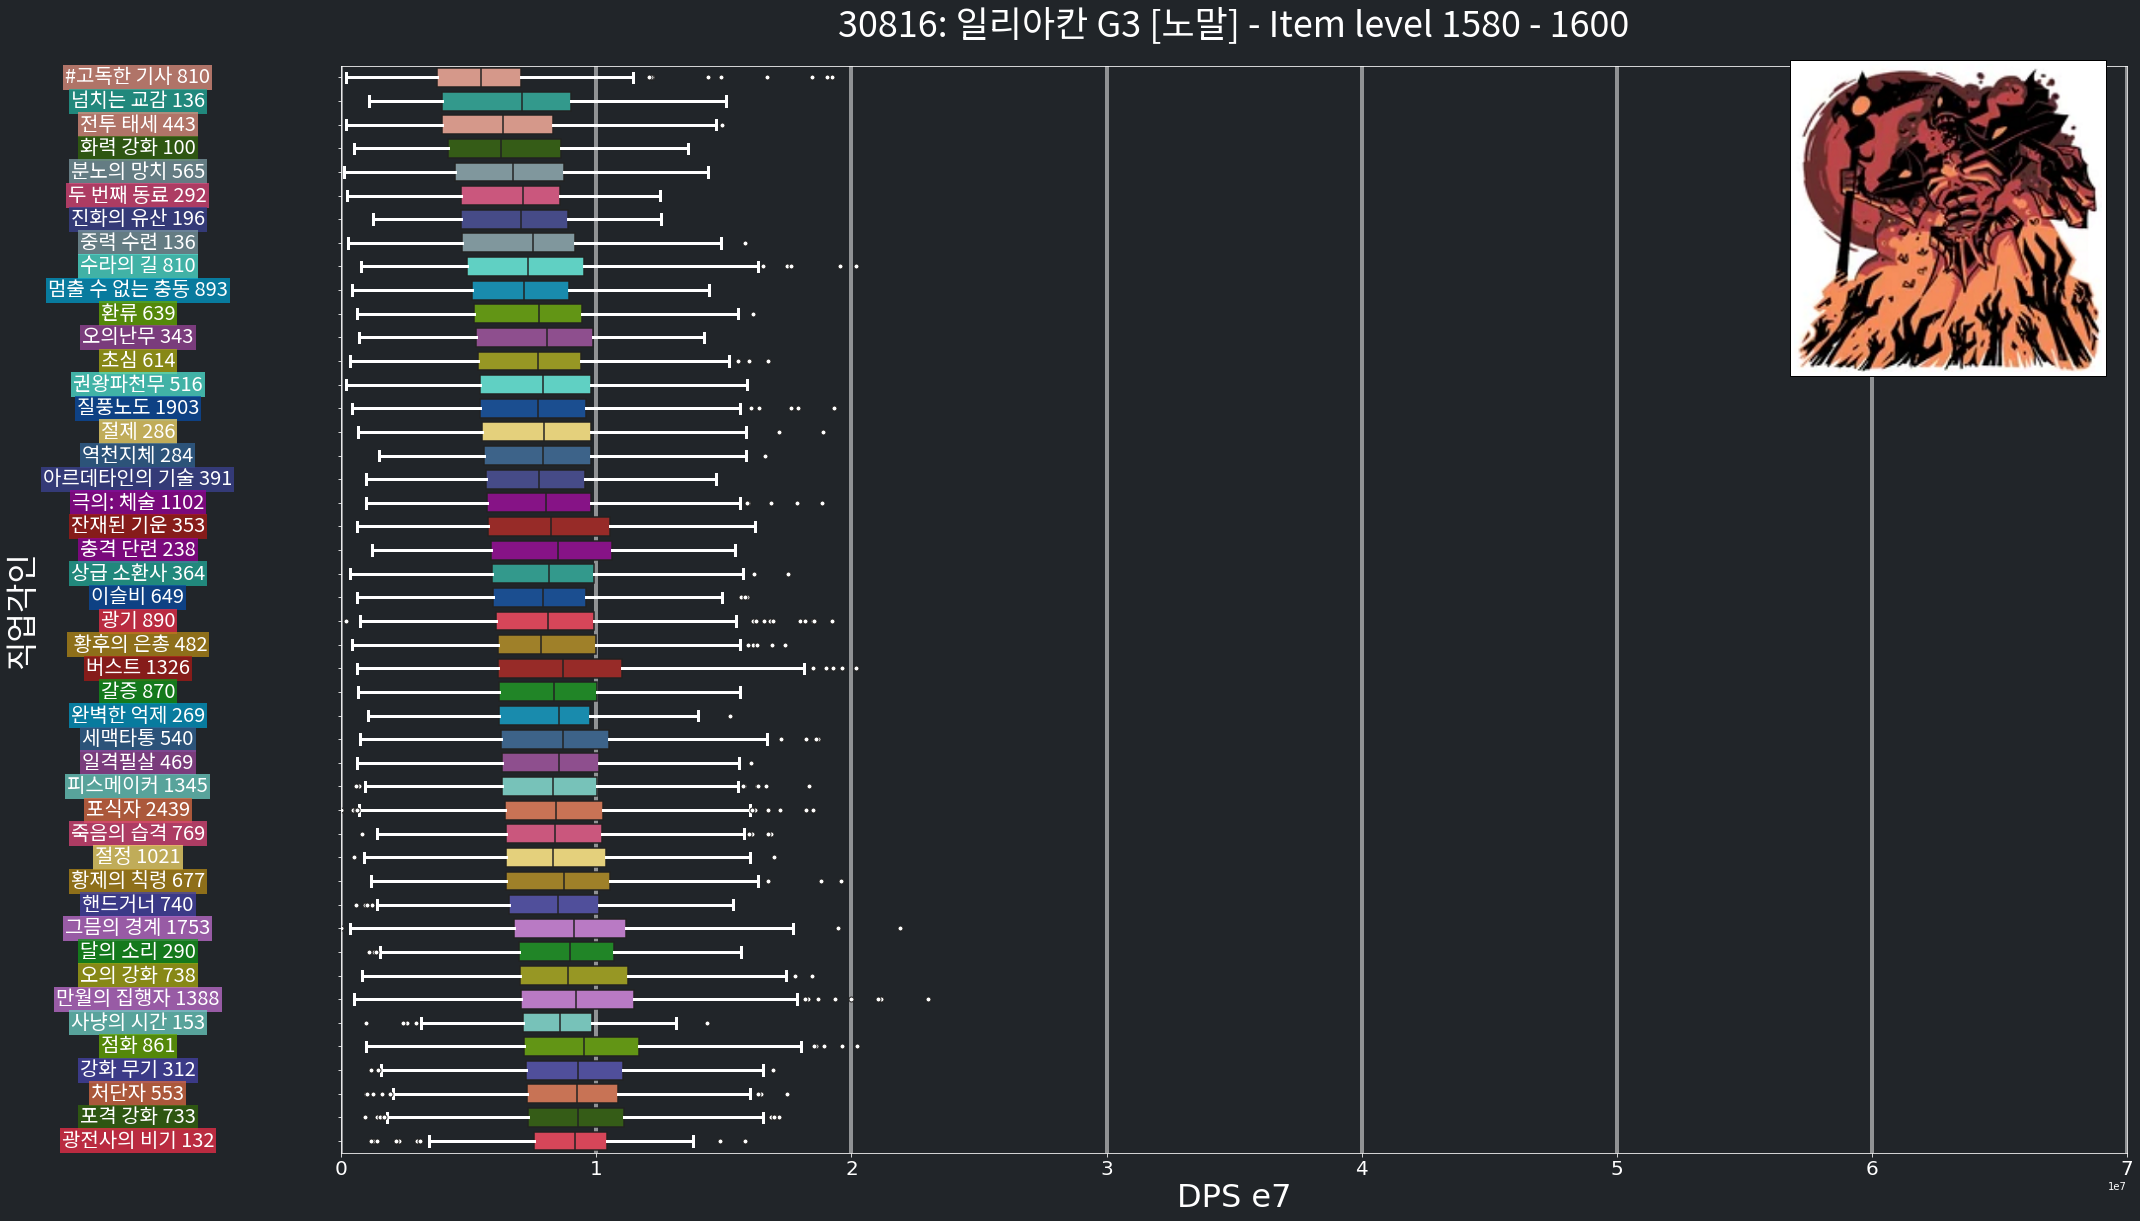 30816: 일리아칸 G3 [노말] - Item level 1580 - 1600
#고독한 기사 810
넘치는 교감 136
전투 태세 443
화력 강화 100
분노의 망치 565
두 번째 동료 292
진화의 유산 196
중력 수련 136
수라의 길 810
멈출 수 없는 충동 893
환류 639
오의난무 343
초심 614
권왕파천무 516
질풍노도 1903
절제 286
역천지체 284
아르데타인의 기술 391
극의: 체술 1102
잔재된 기운 353
충격 단련 238
상급 소환사 364
이슬비 649
광기 890
황후의 은총 482
버스트 1326
갈증 870
완벽한 억제 269
세맥타통 540
일격필살 469
피스메이커 1345
포식자 2439
죽음의 습격 769
절정 1021
황제의 칙령 677
핸드거너 740
그믐의 경계 1753
달의 소리 290
오의 강화 738
만월의 집행자 1388
사냥의 시간 153
점화 861
강화 무기 312
처단자 553
포격 강화 733
광전사의 비기 132
직업각인
0 1 2 3 4 5 6 7
DPS e7
1e7